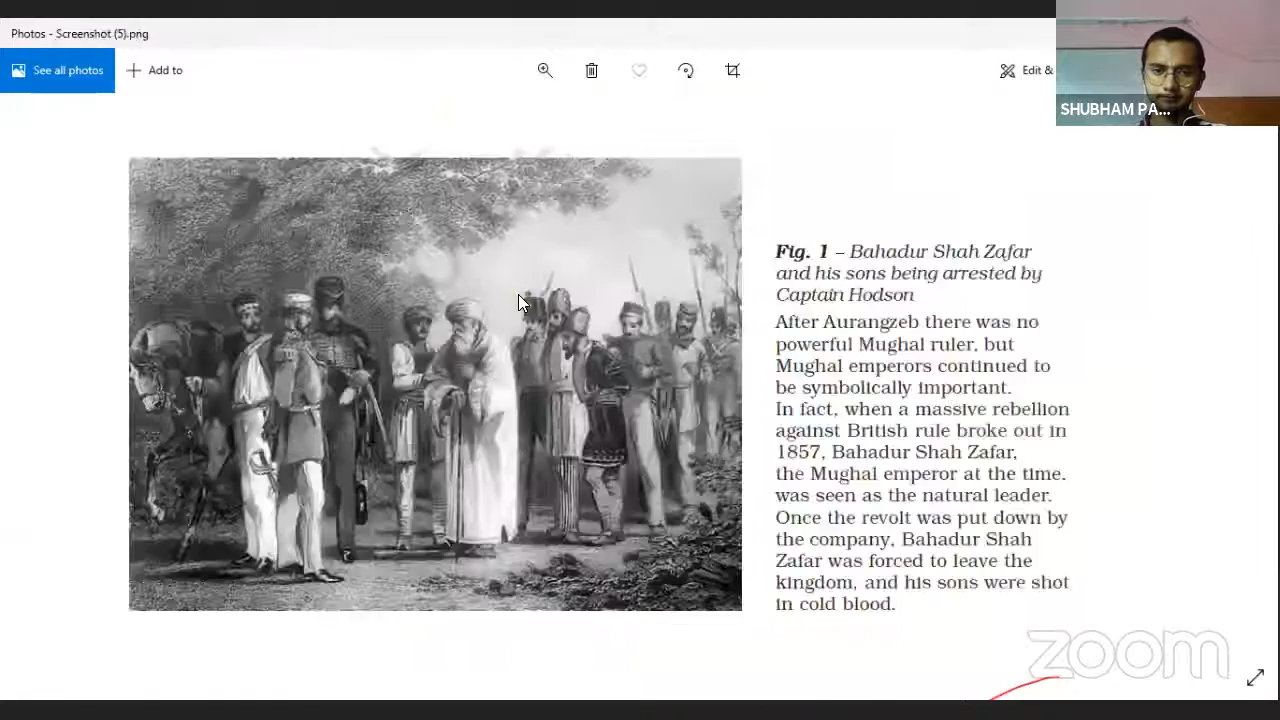 Photos - Screenshot (5).png
See all photos
Add to
Edit &
SHUBHAM PA...
Fig. 1 – Bahadur Shah Zafar
and his sons being arrested by
Captain Hodson
After Aurangzeb there was no
powerful Mughal ruler, but
Mughal emperors continued to
be symbolically important.
In fact, when a massive rebellion
against British rule broke out in
1857, Bahadur Shah Zafar,
the Mughal emperor at the time,
was seen as the natural leader.
Once the revolt was put down by
the company, Bahadur Shah
Zafar was forced to leave the
kingdom, and his sons were shot
in cold blood.
zoom